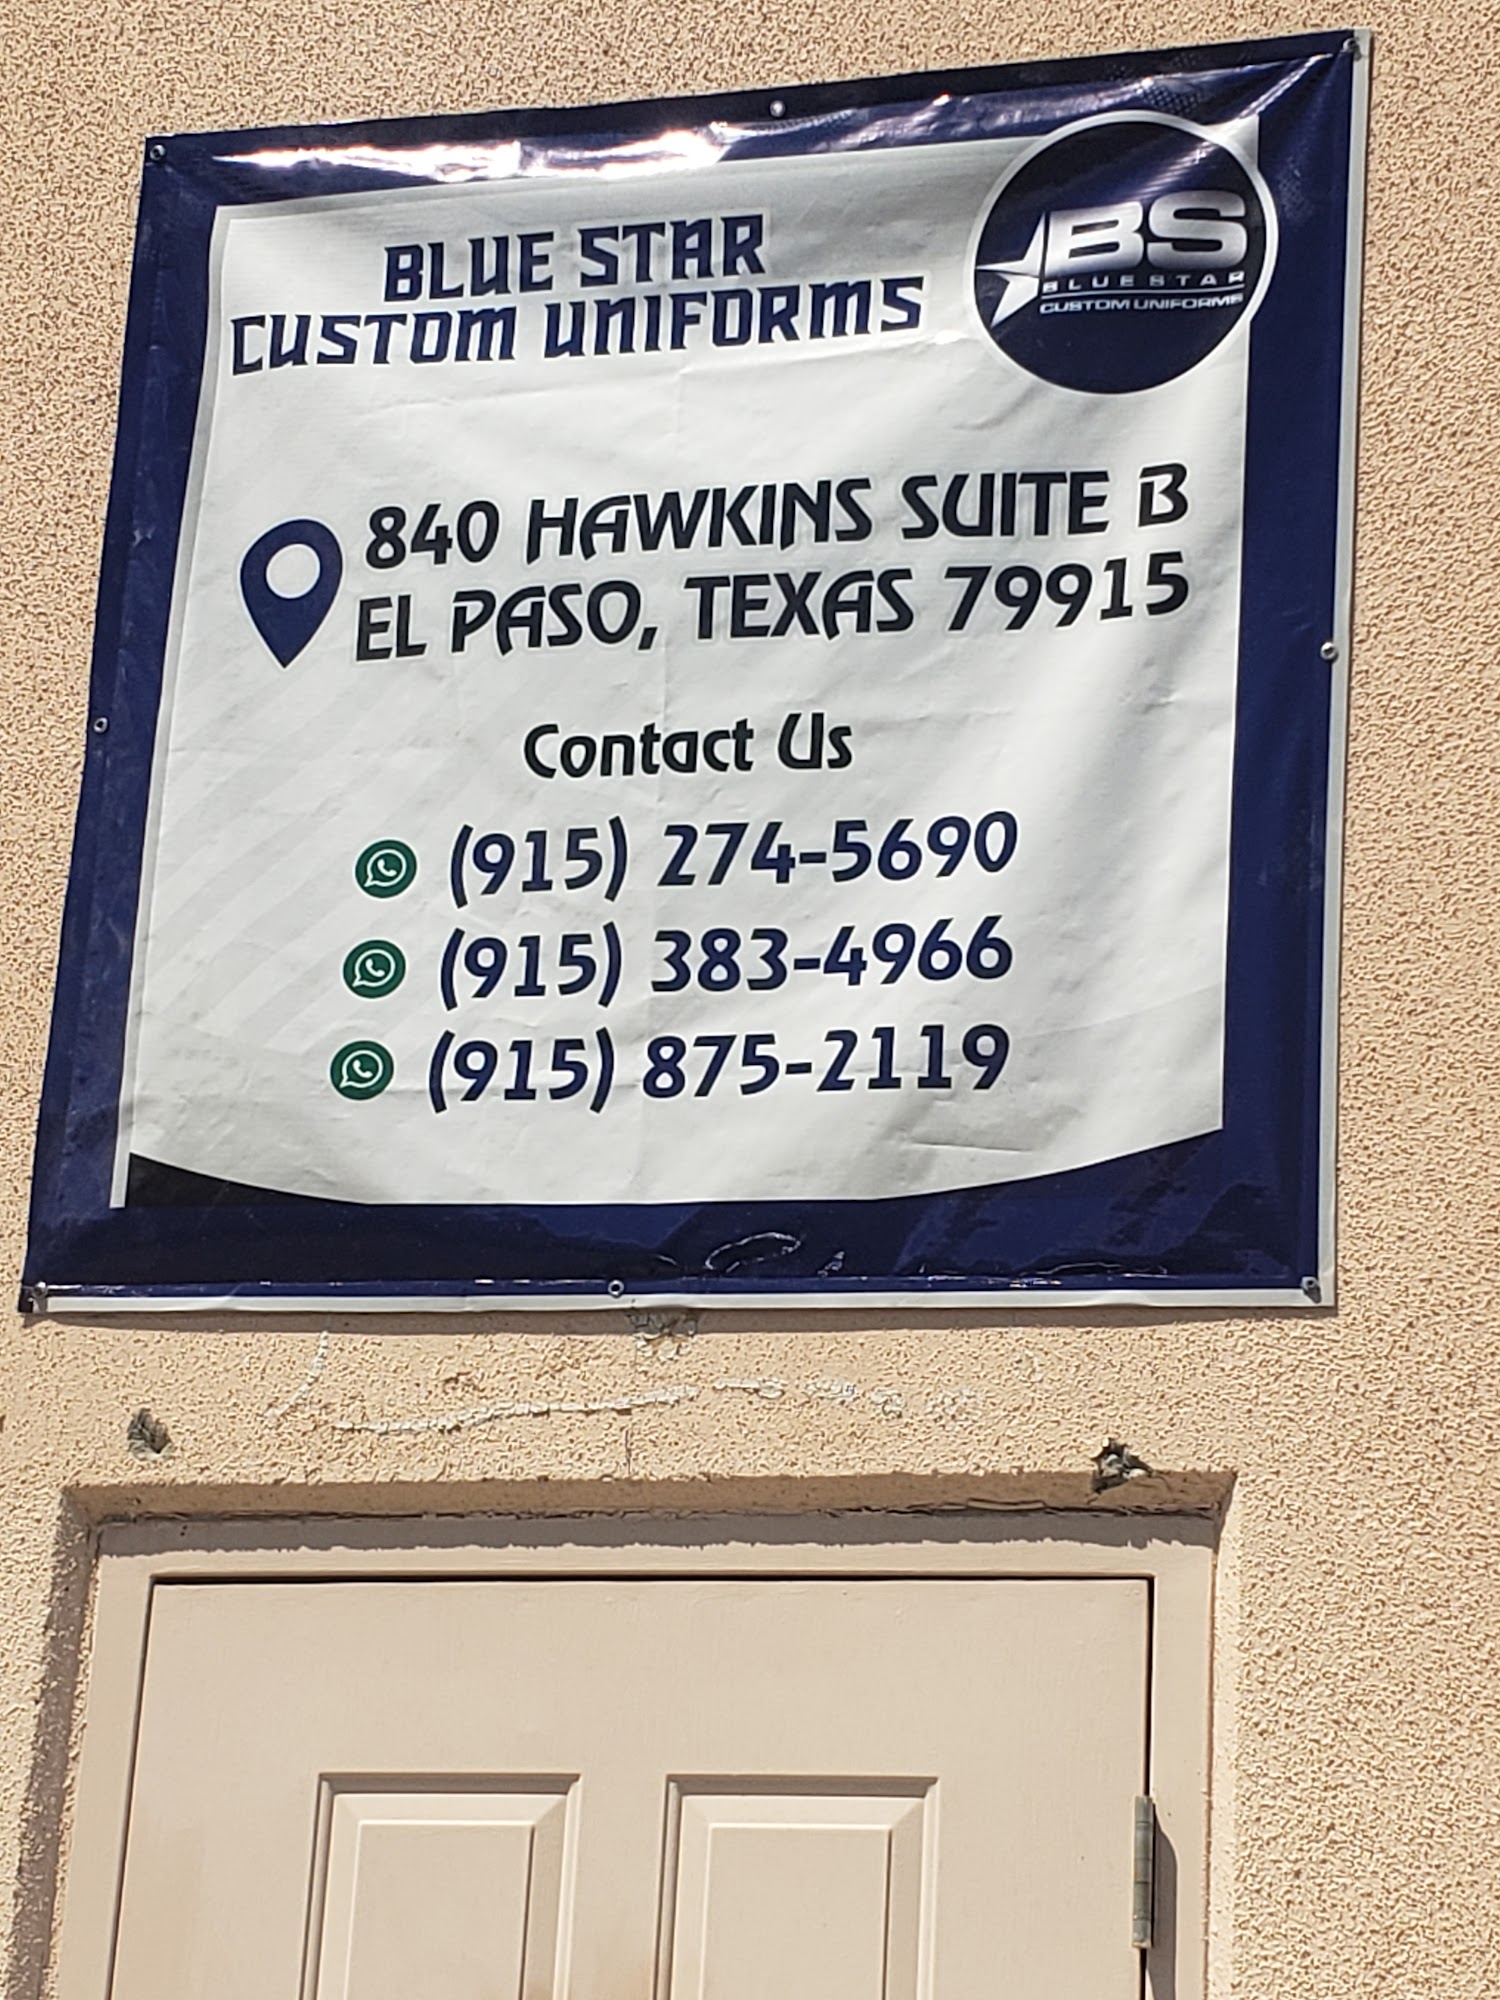 BLUE STAR
CUSTOM UNIFORMS
BS
BLUE STAR
CUSTOM UNIFORMS
840 HAWKINS SUITE B
EL PASO, TEXAS 79915
Contact Us
(915) 274-5690
(915) 383-4966
(915) 875-2119